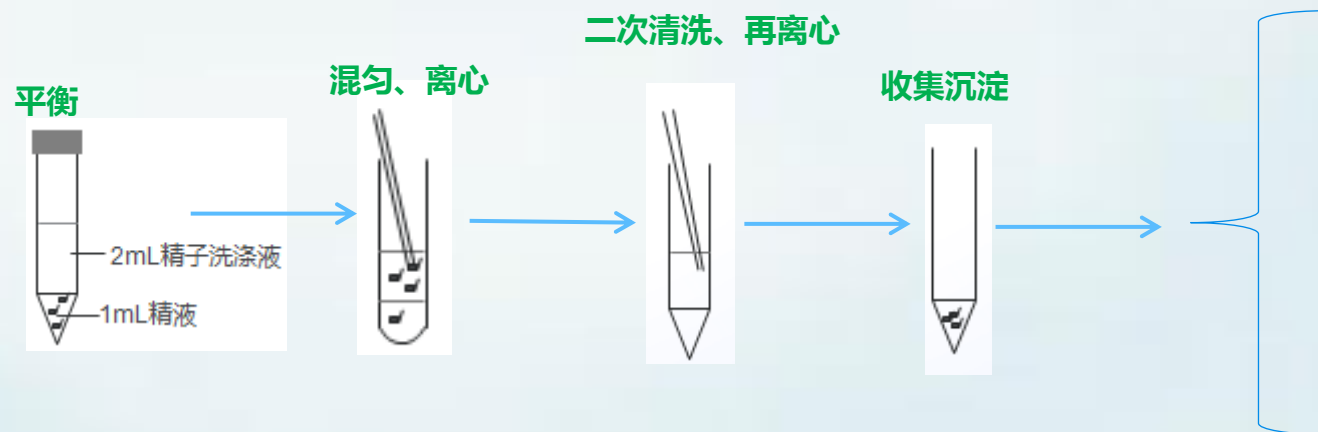 平衡
混匀、离心
二次清洗、再离心
收集沉淀
2mL精子洗涤液
1mL精液